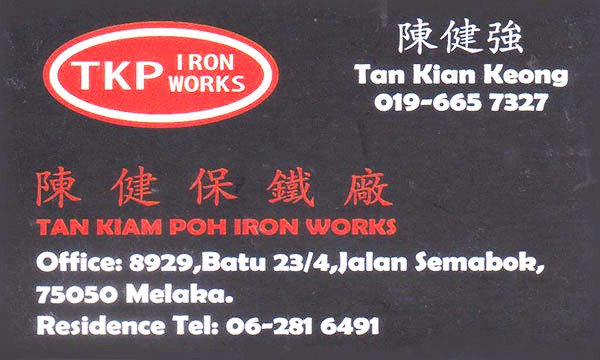 TKP IRON
WORKS
陳健強
Tan Kian Keong
019-665 7327
陳健保鐵廠
TAN KIAM POH IRON WORKS
Office: 8929,Batu 23/4,Jalan Semabok,
75050 Melaka.
Residence Tel: 06-281 6491